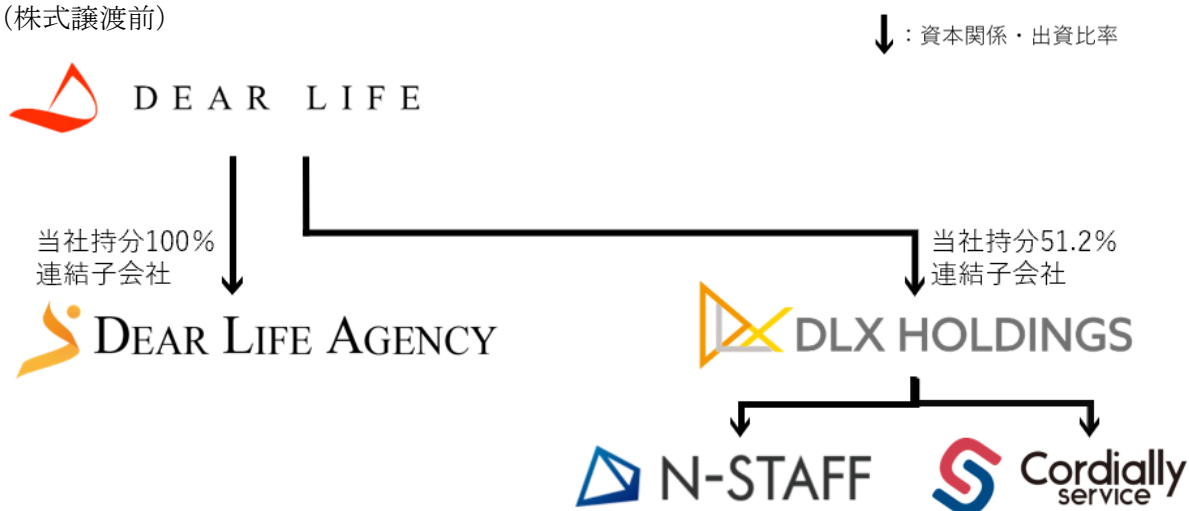 (株式譲渡前)
：資本関係・出資比率
DEAR LIFE
当社持分100%
連結子会社
当社持分51.2%
連結子会社
DEAR LIFE AGENCY
DLX HOLDINGS
N-STAFF
Cordially
service